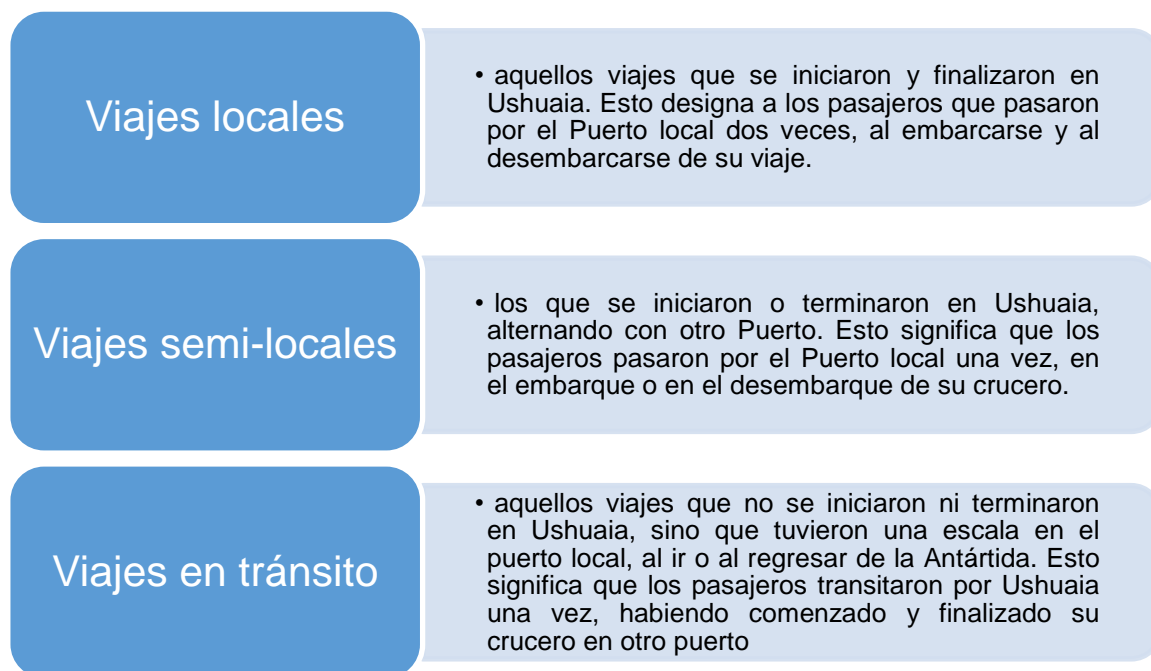 Viajes locales
• aquellos viajes que se iniciaron y finalizaron en
Ushuaia. Esto designa a los pasajeros que pasaron
por el Puerto local dos veces, al embarcarse y al
desembarcarse de su viaje.
Viajes semi-locales
• los que se iniciaron o terminaron en Ushuaia,
alternando con otro Puerto. Esto significa que los
pasajeros pasaron por el Puerto local una vez, en
el embarque o en el desembarque de su crucero.
Viajes en tránsito
• aquellos viajes que no se iniciaron ni terminaron
en Ushuaia, sino que tuvieron una escala en el
puerto local, al ir o al regresar de la Antártida. Esto
significa que los pasajeros transitaron por Ushuaia
una vez, habiendo comenzado y finalizado su
crucero en otro puerto